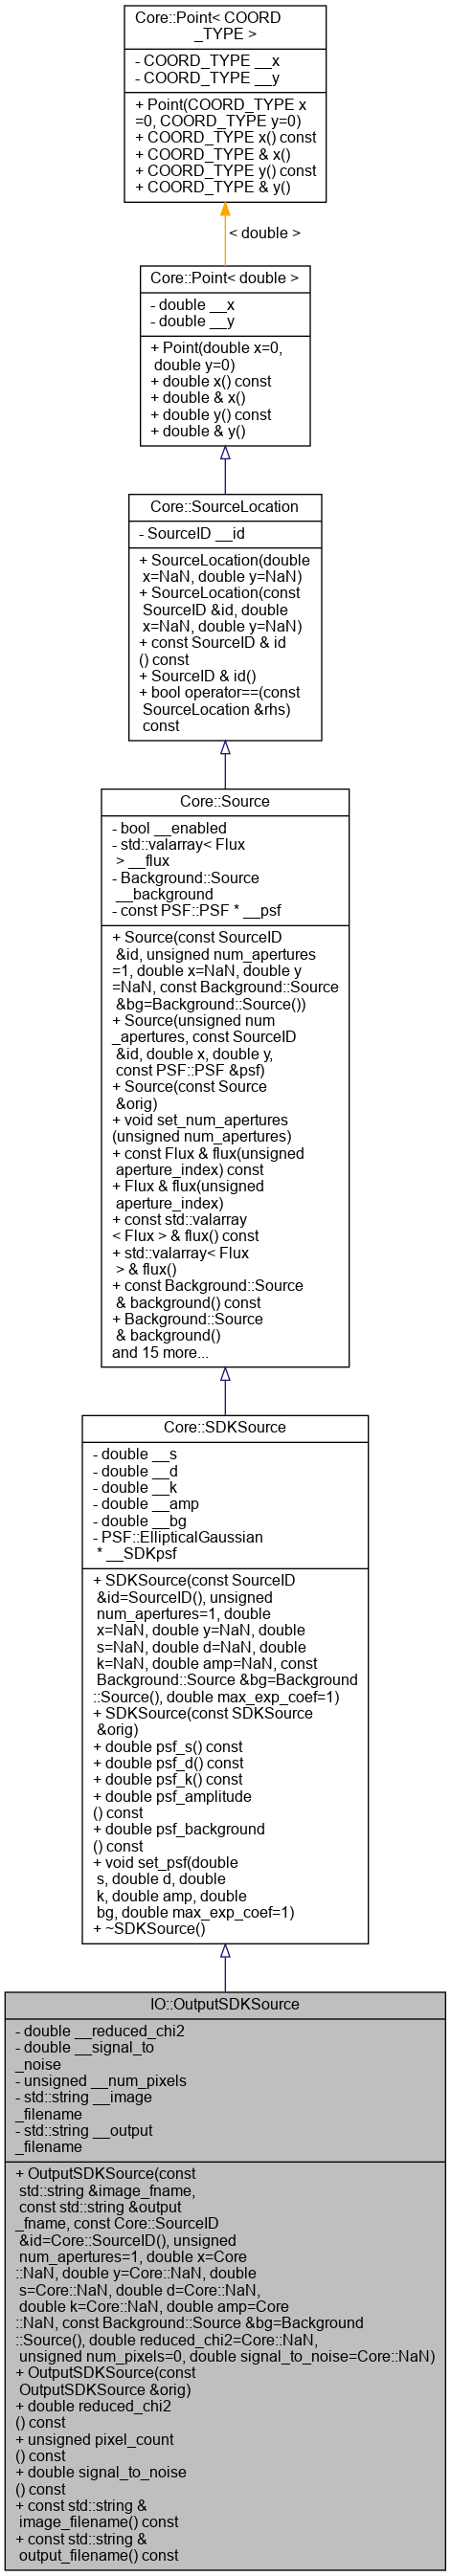 Core::Point< COORD
_TYPE >
- COORD_TYPE __x
- COORD_TYPE __y
+ Point(COORD_TYPE x
=0, COORD_TYPE y=0)
+ COORD_TYPE x() const
+ COORD_TYPE & x()
+ COORD_TYPE y() const
+ COORD_TYPE & y()
< double >
Core::Point< double >
- double __x
- double __y
+ Point(double x=0,
double y=0)
+ double x() const
+ double & x()
+ double y() const
+ double & y()
Core::SourceLocation
- SourceID __id
+ SourceLocation(double
x=NaN, double y=NaN)
+ SourceLocation(const
SourceID &id, double
x=NaN, double y=NaN)
+ const SourceID & id
() const
+ SourceID & id()
+ bool operator==(const
SourceLocation &rhs)
const
Core::Source
- bool __enabled
- std::valarray< Flux
> __flux
- Background::Source
__background
- const PSF::PSF * __psf
+ Source(const SourceID
&id, unsigned num_apertures
=1, double x=NaN, double y
=NaN, const Background::Source
&bg=Background::Source())
+ Source(unsigned num
_apertures, const SourceID
&id, double x, double y,
const PSF::PSF &psf)
+ Source(const Source
&orig)
+ void set_num_apertures
(unsigned num_apertures)
+ const Flux & flux(unsigned
aperture_index) const
+ Flux & flux(unsigned
aperture_index)
+ const std::valarray
< Flux > & flux() const
+ std::valarray< Flux
> & flux()
+ const Background::Source
& background() const
+ Background::Source
& background()
and 15 more...
Core::SDKSource
- double __s
- double __d
- double __k
- double __amp
- double __bg
- PSF::EllipticalGaussian
* __SDKpsf
+ SDKSource(const SourceID
&id=SourceID(), unsigned
num_apertures=1, double
x=NaN, double y=NaN, double
s=NaN, double d=NaN, double
k=NaN, double amp=NaN, const
Background::Source &bg=Background
::Source(), double max_exp_coef=1)
+ SDKSource(const SDKSource
&orig)
+ double psf_s() const
+ double psf_d() const
+ double psf_k() const
+ double psf_amplitude
() const
+ double psf_background
() const
+ void set_psf(double
s, double d, double
k, double amp, double
bg, double max_exp_coef=1)
+ ~SDKSource()
IO::OutputSDKSource
- double __reduced_chi2
- double __signal_to
_noise
- unsigned __num_pixels
- std::string __image
_filename
- std::string __output
_filename
+ OutputSDKSource(const
std::string &image_fname,
const std::string &output
_fname, const Core::SourceID
&id=Core::SourceID(), unsigned
num_apertures=1, double x=Core
::NaN, double y=Core::NaN, double
s=Core::NaN, double d=Core::NaN,
double k=Core::NaN, double amp=Core
::NaN, const Background::Source &bg=Background
::Source(), double reduced_chi2=Core::NaN,
unsigned num_pixels=0, double signal_to_noise=Core::NaN)
+ OutputSDKSource(const
OutputSDKSource &orig)
+ double reduced_chi2
() const
+ unsigned pixel_count
() const
+ double signal_to_noise
() const
+ const std::string &
image_filename() const
+ const std::string &
output_filename() const